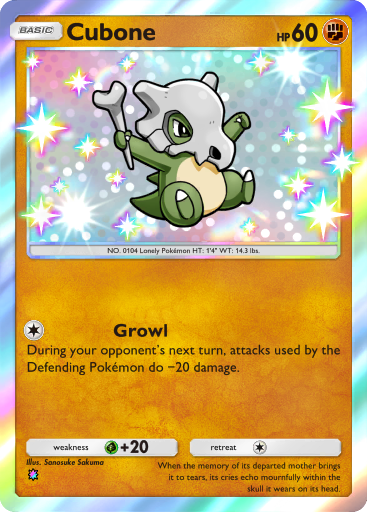 BASIC Cubone HP 60
NO. 0104 Lonely Pokémon HT: 1'4" WT: 14.3 lbs.
Growl
During your opponent's next turn, attacks used by the
Defending Pokémon do −20 damage.
weakness +20 retreat
Illus. Sanosuke Sakuma
When the memory of its departed mother brings
it to tears, its cries echo mournfully within the
skull it wears on its head.